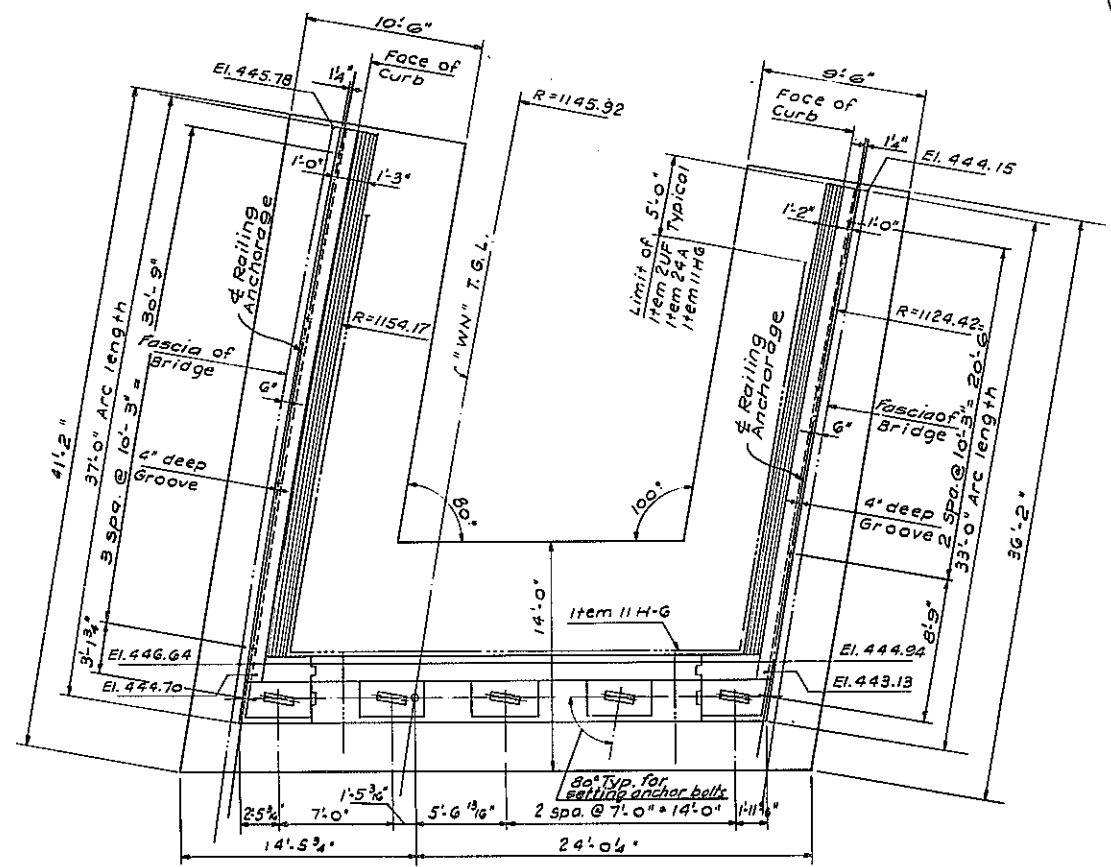 10'-6"
9'-6"
Face of
Curb
Face of
Curb
El. 445.78
1¼"
R=1145.92
1¼"
El. 444.15
1'-0"
1'-3"
1'-2"
1'-0"
5'-0"
Limit of
Item 2UF Typical
Item 24A
Item 11HG
℄ Railing
Anchorage
"WN" T.G.L.
R=1154.17
R=1124.42
Fascia of
Bridge
6"
℄ Railing
Anchorage
Fascia of
Bridge
6"
4" deep
Groove
4" deep
Groove
41'-2"
37'-0" Arc length
3 spa. @ 10'-3" = 30'-9"
2 spa. @ 10'-3" = 20'-6"
33'-0" Arc length
36'-2"
80°
100°
14'-0"
Item 11 H-G
3'-1¾"
8'-9"
El. 446.64
El. 444.94
El. 444.70
El. 443.13
80° Typ. for
setting anchor bolts
1'-5 3/16"
2'-5¾"
7'-0"
5'-6 13/16"
2 spa. @ 7'-0" = 14'-0"
14'-5¾"
24'-0¼"